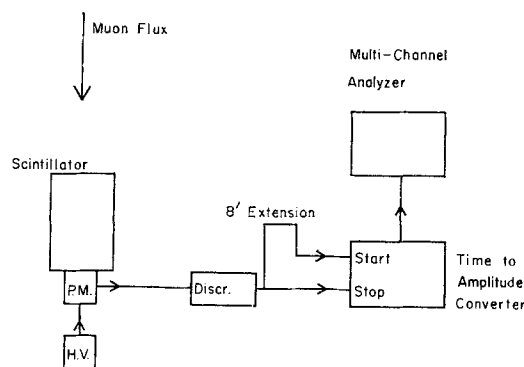 Muon Flux
Multi-Channel
Analyzer
Scintillator
8' Extension
Start
Time to
P.M.
Discr.
Stop
Amplitude
Converter
H.V.